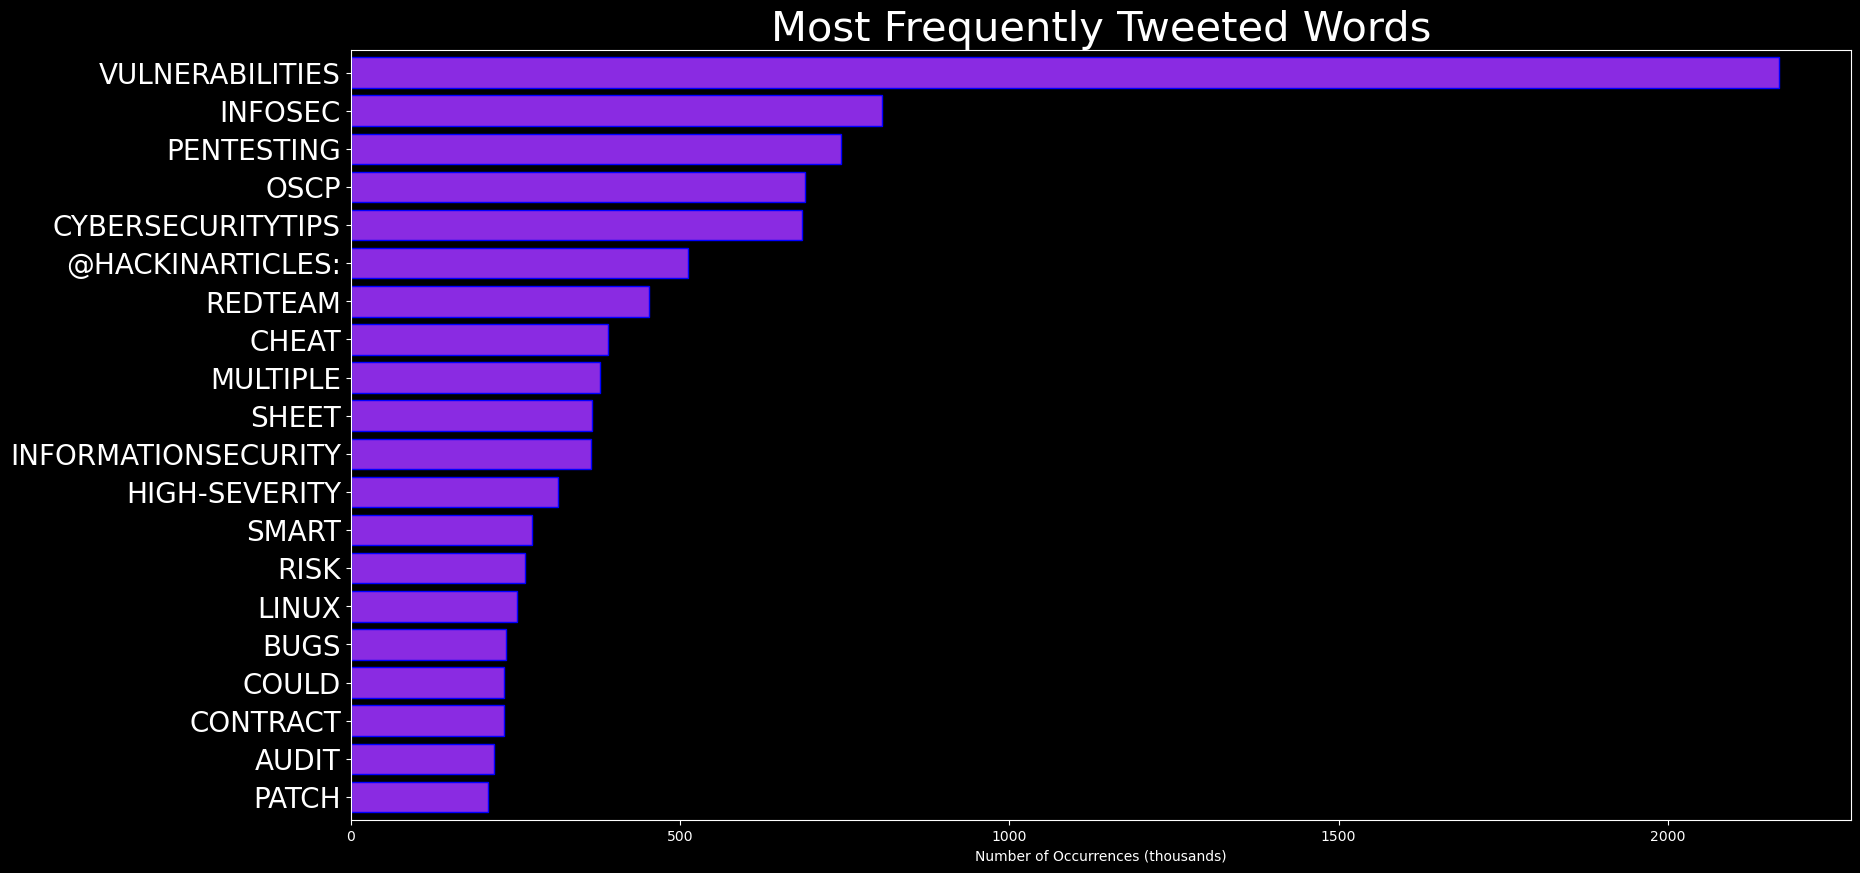 Most Frequently Tweeted Words
VULNERABILITIES
INFOSEC
PENTESTING
OSCP
CYBERSECURITYTIPS
@HACKINARTICLES:
REDTEAM
CHEAT
MULTIPLE
SHEET
INFORMATIONSECURITY
HIGH-SEVERITY
SMART
RISK
LINUX
BUGS
COULD
CONTRACT
AUDIT
PATCH
0 500 1000 1500 2000
Number of Occurrences (thousands)